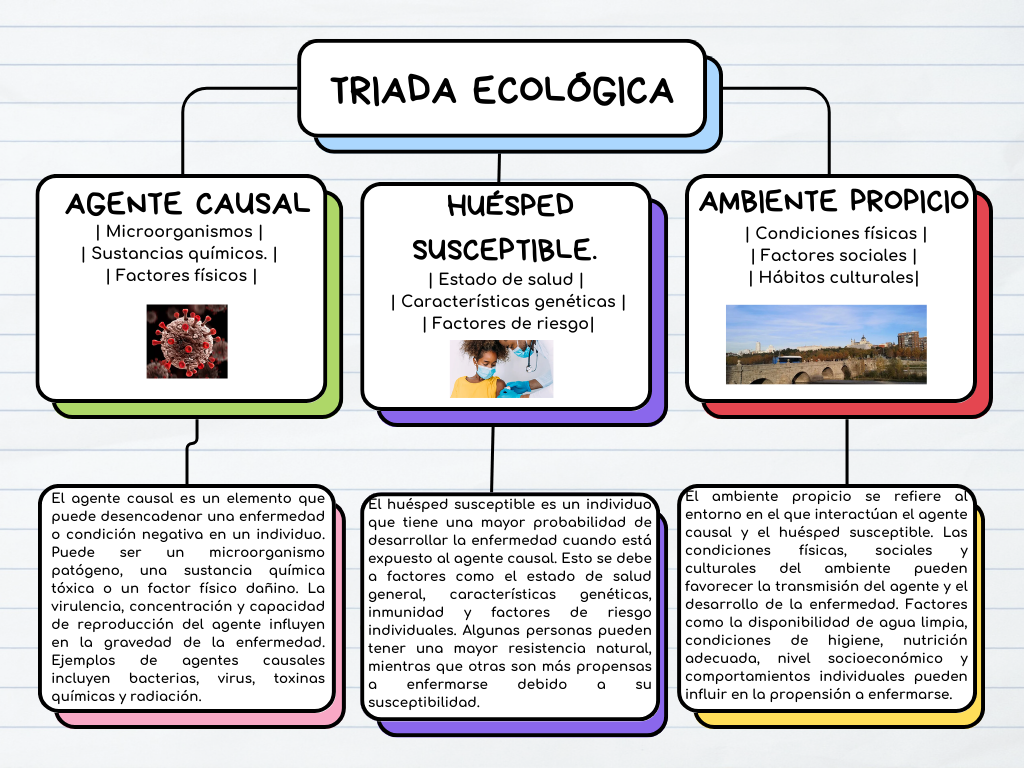 TRIADA ECOLÓGICA
AGENTE CAUSAL
| Microorganismos |
| Sustancias químicos. |
| Factores físicos |
HUÉSPED
SUSCEPTIBLE.
| Estado de salud |
| Características genéticas |
| Factores de riesgo|
AMBIENTE PROPICIO
| Condiciones físicas |
| Factores sociales |
| Hábitos culturales|
El agente causal es un elemento que
puede desencadenar una enfermedad
o condición negativa en un individuo.
Puede ser un microorganismo
patógeno, una sustancia química
tóxica o un factor físico dañino. La
virulencia, concentración y capacidad
de reproducción del agente influyen
en la gravedad de la enfermedad.
Ejemplos de agentes causales
incluyen bacterias, virus, toxinas
químicas y radiación.
El huésped susceptible es un individuo
que tiene una mayor probabilidad de
desarrollar la enfermedad cuando está
expuesto al agente causal. Esto se debe
a factores como el estado de salud
general, características genéticas,
inmunidad y factores de riesgo
individuales. Algunas personas pueden
tener una mayor resistencia natural,
mientras que otras son más propensas
a enfermarse debido a su
susceptibilidad.
El ambiente propicio se refiere al
entorno en el que interactúan el agente
causal y el huésped susceptible. Las
condiciones físicas, sociales y
culturales del ambiente pueden
favorecer la transmisión del agente y el
desarrollo de la enfermedad. Factores
como la disponibilidad de agua limpia,
condiciones de higiene, nutrición
adecuada, nivel socioeconómico y
comportamientos individuales pueden
influir en la propensión a enfermarse.